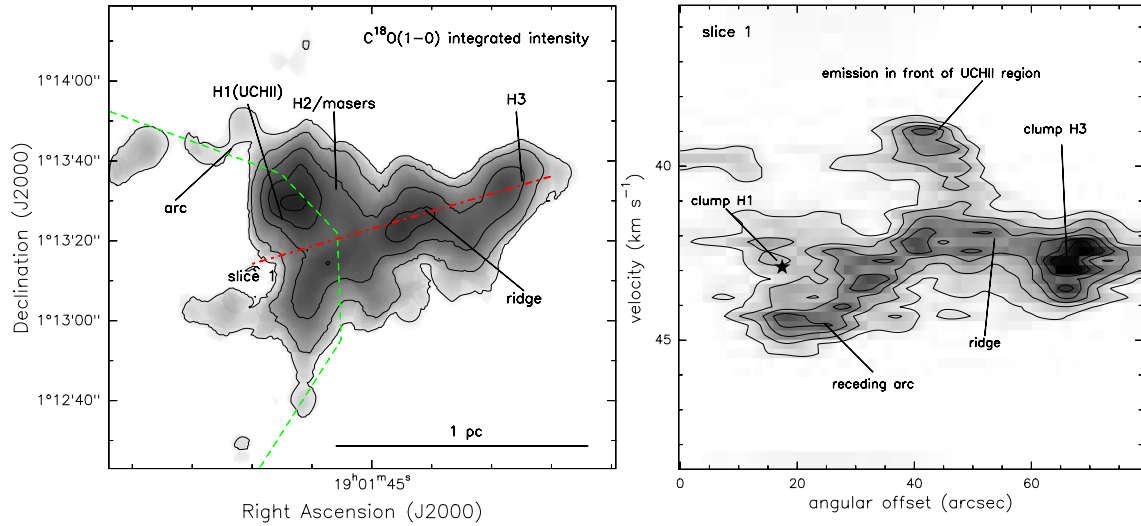 C¹⁸O(1−0) integrated intensity
H1(UCHII)
H2/masers
H3
arc
slice 1
ridge
1 pc
1°14'00''
1°13'40''
1°13'20''
1°13'00''
1°12'40''
Declination (J2000)
19ʰ01ᵐ45ˢ
Right Ascension (J2000)
slice 1
emission in front of UCHII region
clump H3
clump H1
ridge
receding arc
40
45
velocity (km s⁻¹)
0 20 40 60
angular offset (arcsec)